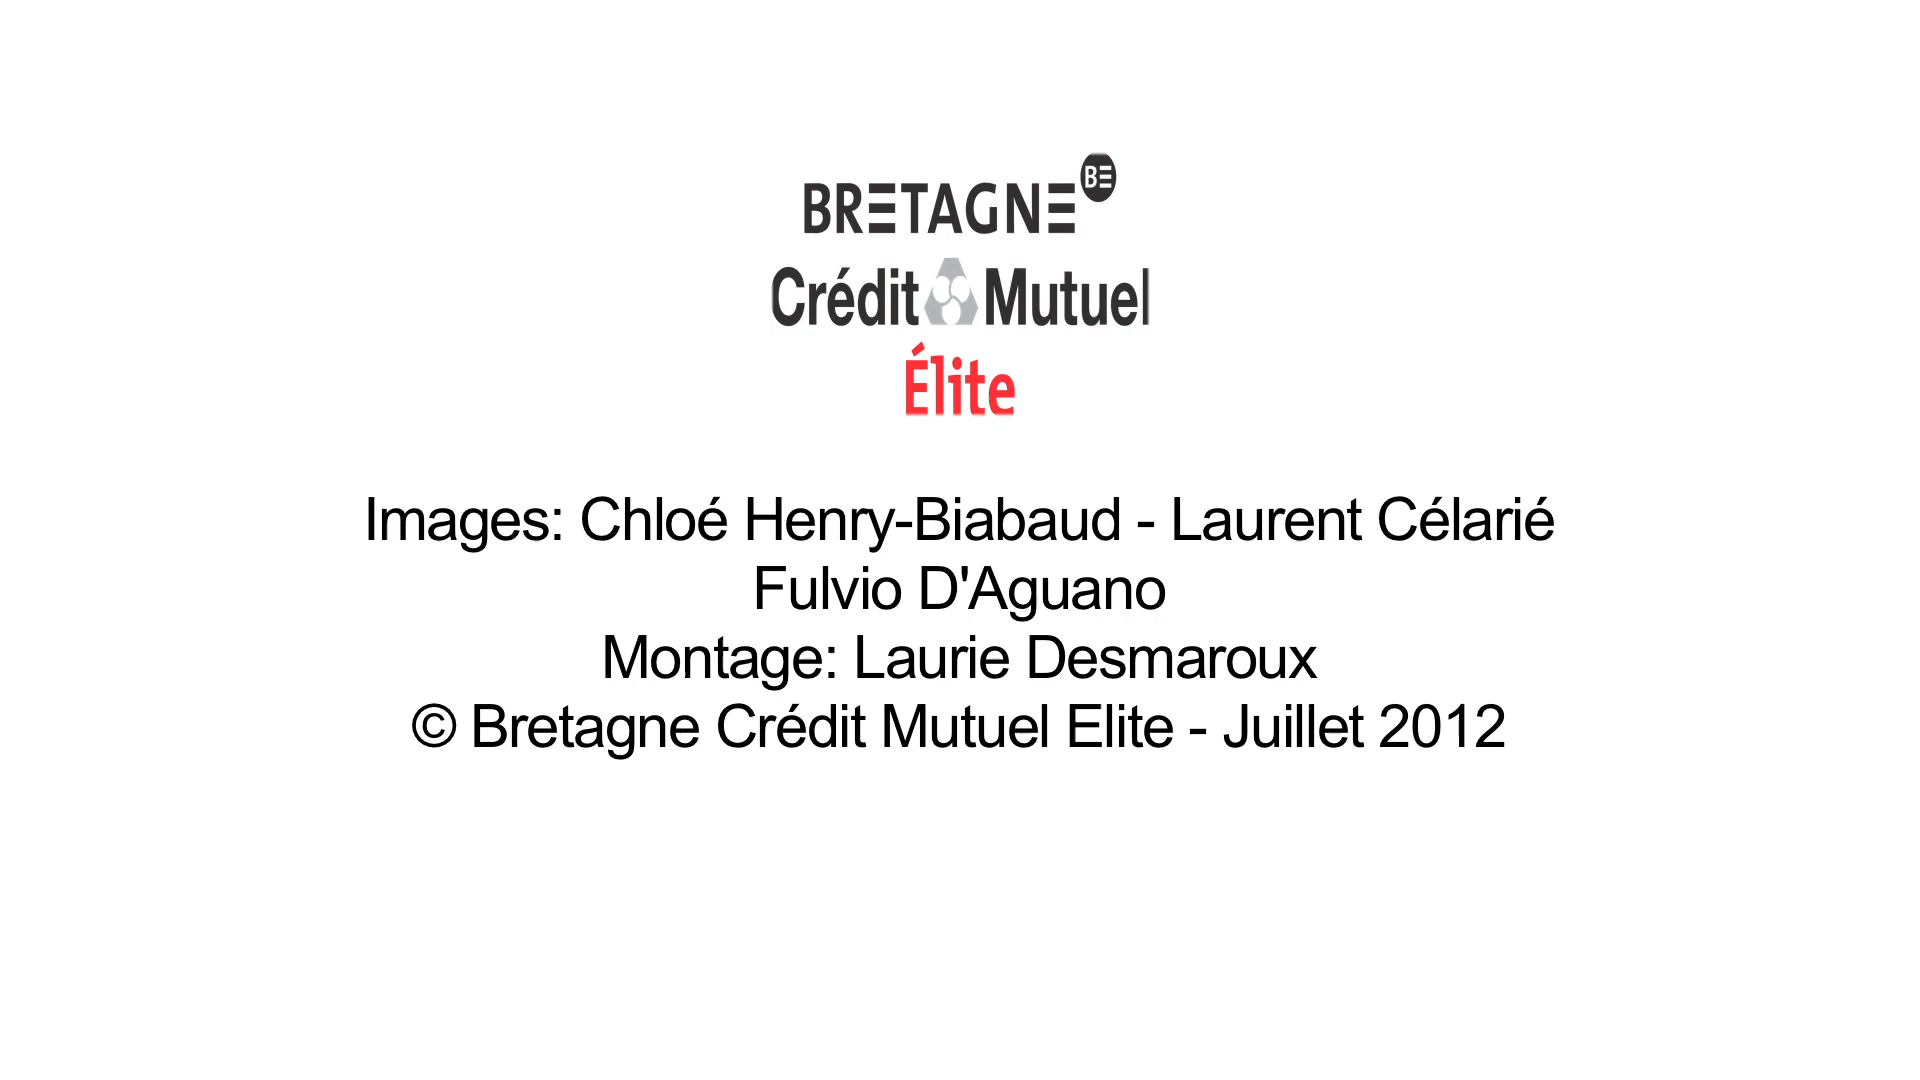 BRETAGNE BE
Crédit Mutuel
Élite
Images: Chloé Henry-Biabaud - Laurent Célarié
Fulvio D'Aguano
Montage: Laurie Desmaroux
© Bretagne Crédit Mutuel Elite - Juillet 2012